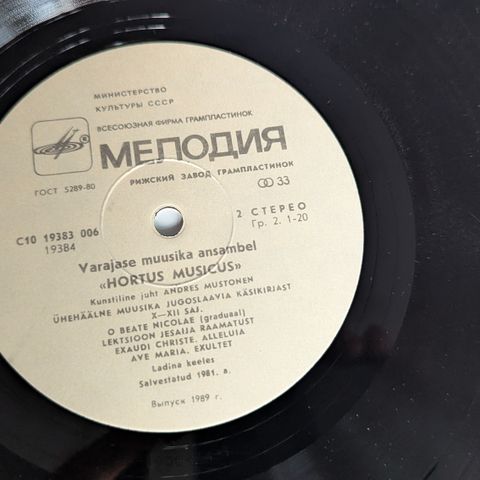 МИНИСТЕРСТВО
КУЛЬТУРЫ СССР
ВСЕСОЮЗНАЯ ФИРМА ГРАМПЛАСТИНОК
МЕЛОДИЯ
ГОСТ 5289-80
РИЖСКИЙ ЗАВОД ГРАМПЛАСТИНОК
33
С10 19383 006
19384
2 СТЕРЕО
Гр. 2. 1-20
Varajase muusika ansambel
«HORTUS MUSICUS»
Kunstiline juht ANDRES MUSTONEN
ÜHEHÄÄLNE MUUSIKA JUGOSLAAVIA KÄSIKIRJAST
X—XII SAJ.
O BEATE NICOLAE (graduaal)
LEKTSIOON JESAIJA RAAMATUST
EXAUDI CHRISTE, ALLELUIA
AVE MARIA, EXULTET
Ladina keeles
Salvestatud 1981. a.
Выпуск 1989 г.